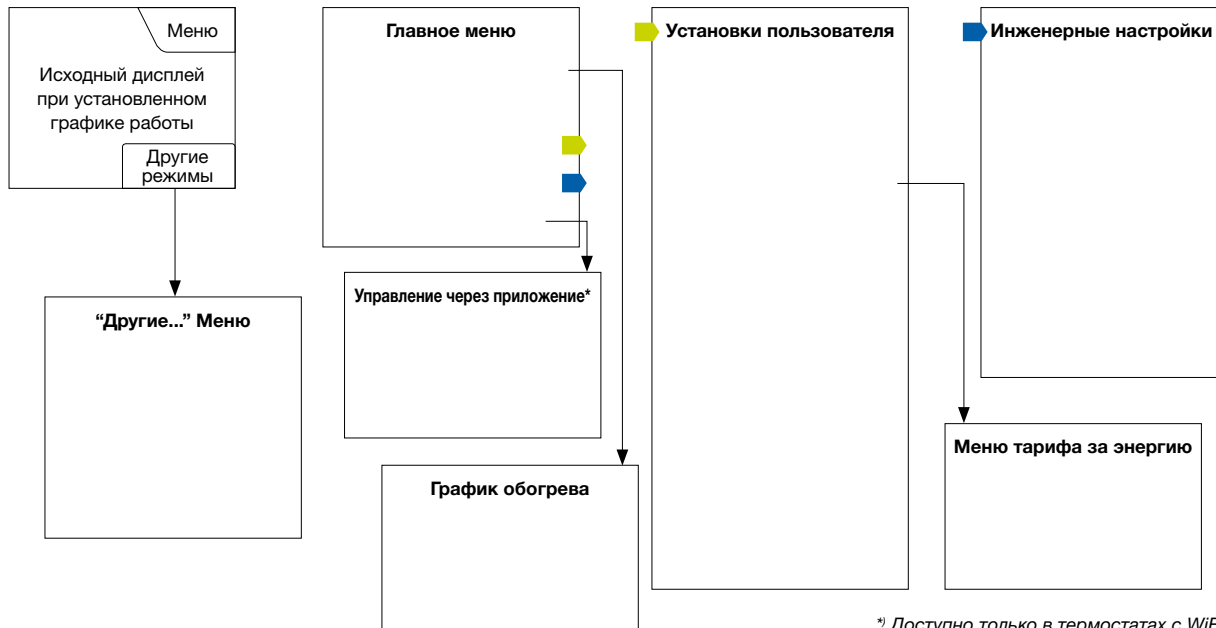 Меню
Исходный дисплей
при установленном
графике работы
Другие
режимы
“Другие...” Меню
Главное меню
Управление через приложение*
График обогрева
Установки пользователя
Инженерные настройки
Меню тарифа за энергию
*) Доступно только в термостатах с WiF